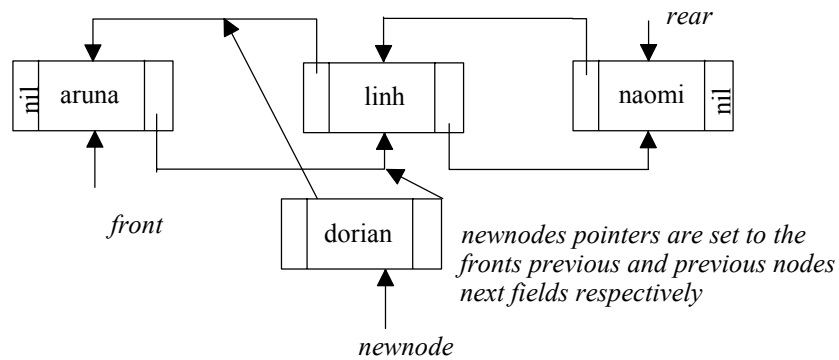 rear
nil
aruna
linh
naomi
nil
front
dorian
newnodes pointers are set to the
fronts previous and previous nodes
next fields respectively
newnode